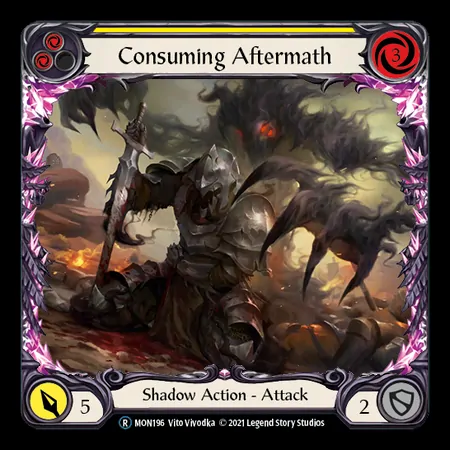 Consuming Aftermath
3
5
Shadow Action - Attack
2
R MON196 Vito Vivodka © 2021 Legend Story Studios